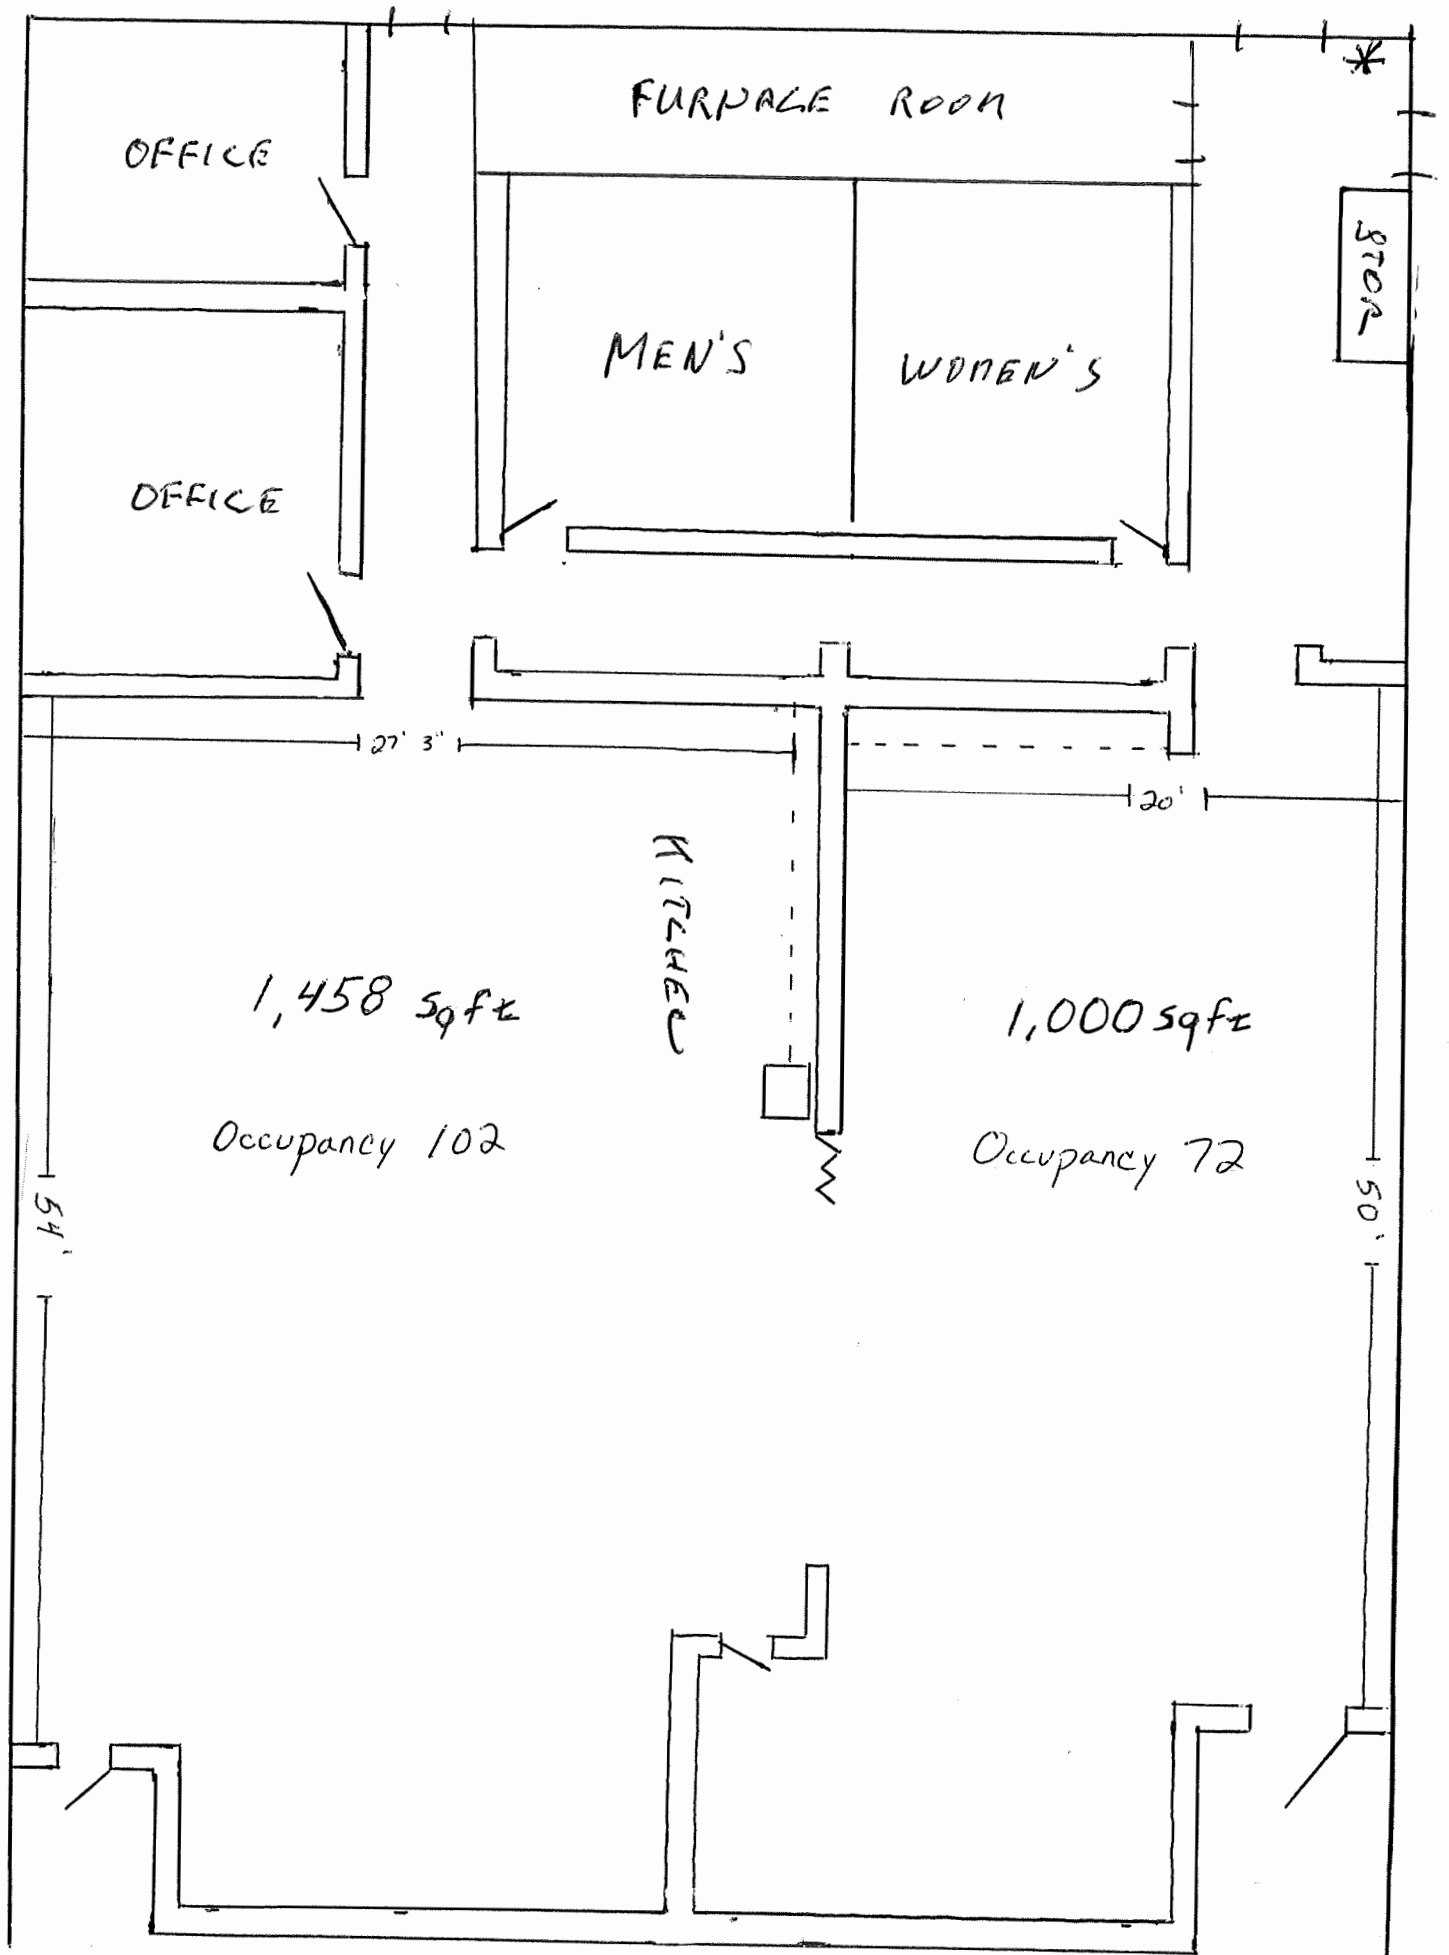 FURNACE ROOM
*
OFFICE
STOR
MEN'S
WOMEN'S
OFFICE
27' 3"
20'
KITCHEN
1,458 sqft
1,000 sqft
Occupancy 102
Occupancy 72
54'
50'